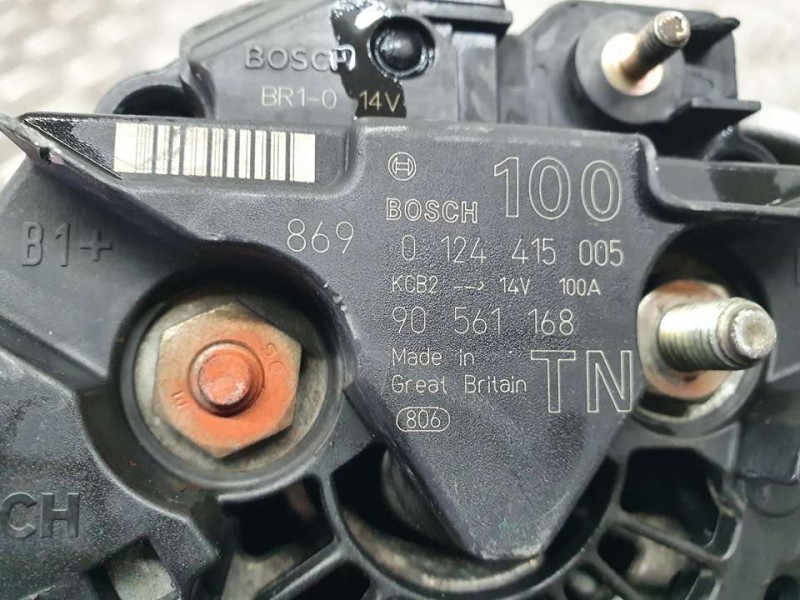 BOSCH
BR1-0 14V
BOSCH 100
869
0 124 415 005
B1+
KCB2 --> 14V 100A
90 561 168
Made in
Great Britain
TN
806